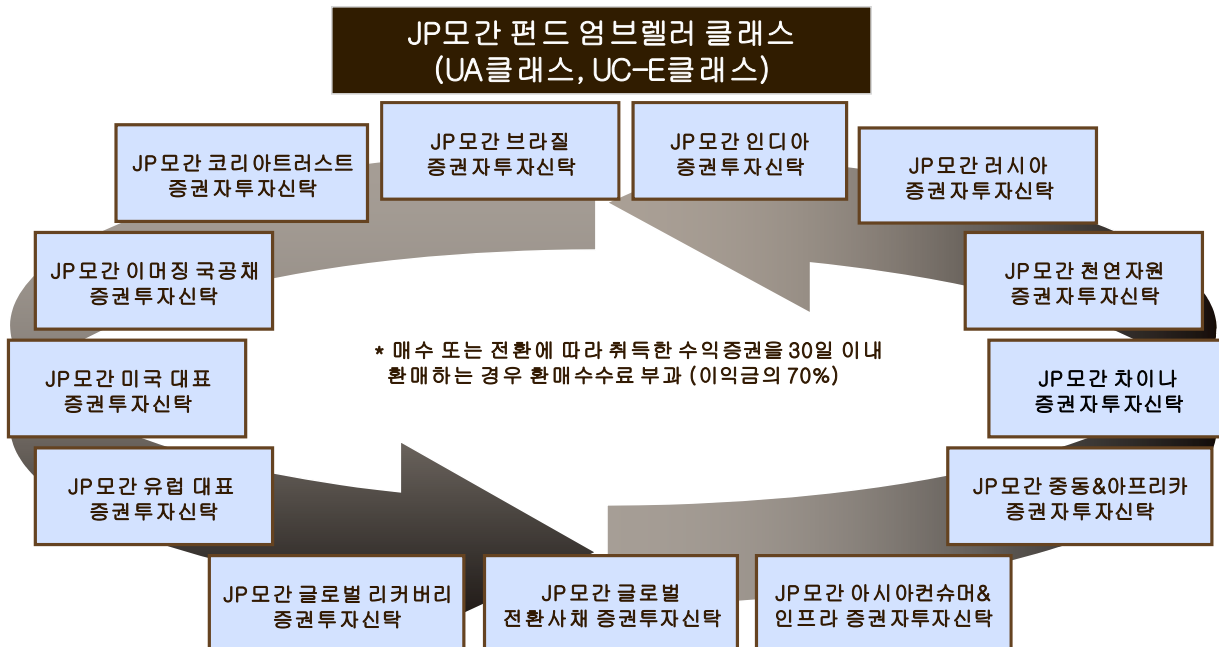 JP모간 펀드 엄브렐러 클래스
(UA클래스, UC-E클래스)
JP모간 브라질
증권자투자신탁
JP모간 인디아
증권투자신탁
JP모간 코리아트러스트
증권자투자신탁
JP모간 러시아
증권자투자신탁
JP모간 이머징 국공채
증권투자신탁
JP모간 천연자원
증권자투자신탁
* 매수 또는 전환에 따라 취득한 수익증권을 30일 이내
환매하는 경우 환매수수료 부과 (이익금의 70%)
JP모간 미국 대표
증권투자신탁
JP모간 차이나
증권자투자신탁
JP모간 유럽 대표
증권투자신탁
JP모간 중동&아프리카
증권자투자신탁
JP모간 글로벌 리커버리
증권투자신탁
JP모간 글로벌
전환사채 증권투자신탁
JP모간 아시아컨슈머&
인프라 증권자투자신탁